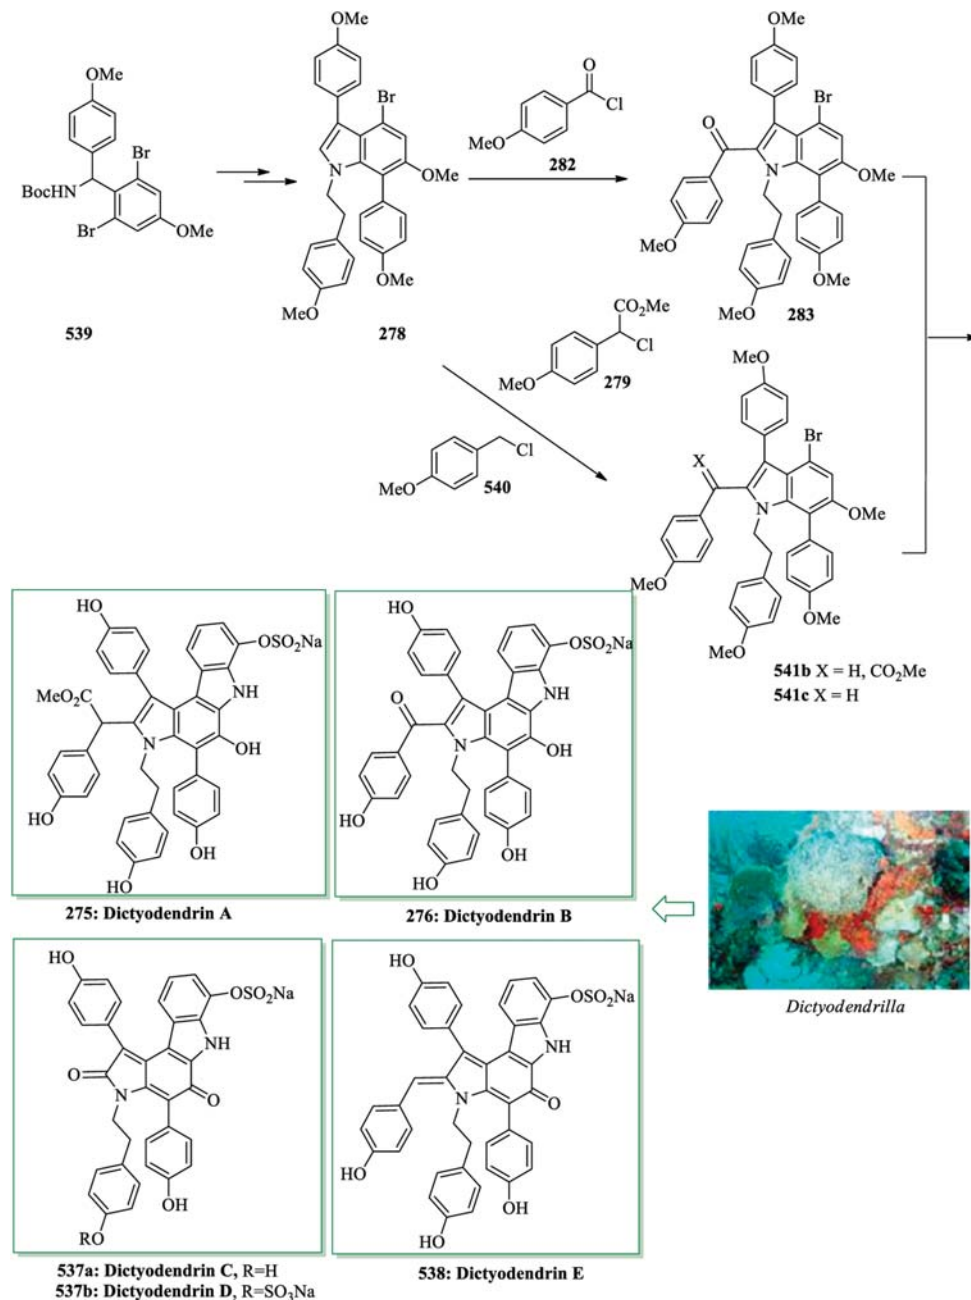 OMe
OMe
Br
BocHN
Br
OMe
539
OMe
Br
N
OMe
MeO
OMe
278
O
Cl
MeO
282
OMe
Br
O
N
OMe
MeO
MeO
MeO
283
CO₂Me
Cl
MeO
279
Cl
MeO
540
MeO
Br
X
N
OMe
MeO
MeO
OMe
541b X = H, CO₂Me
541c X = H
HO
OSO₂Na
MeO₂C
NH
N
OH
HO
OH
HO
275: Dictyodendrin A
HO
OSO₂Na
O
NH
N
OH
HO
OH
HO
276: Dictyodendrin B
Dictyodendrilla
HO
OSO₂Na
NH
O
N
O
OH
RO
537a: Dictyodendrin C, R=H
537b: Dictyodendrin D, R=SO₃Na
HO
OSO₂Na
NH
N
O
HO
OH
HO
538: Dictyodendrin E